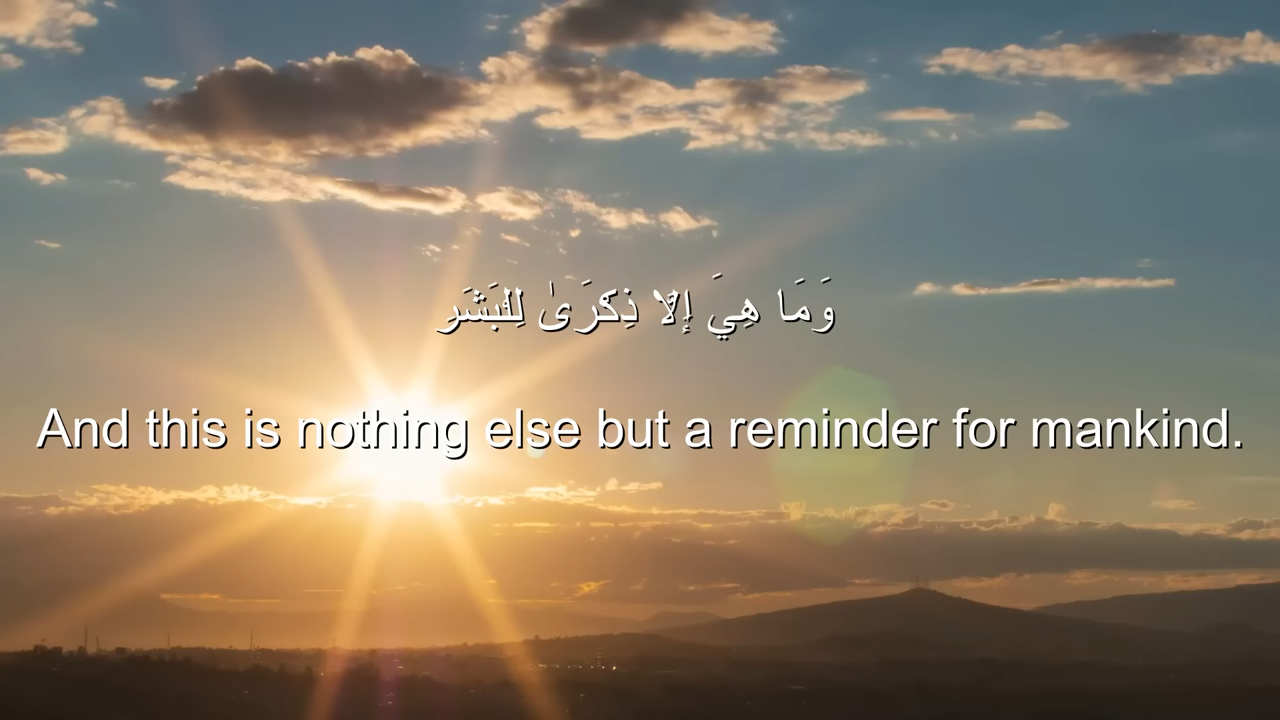 وَمَا هِيَ إِلَّا ذِكْرَىٰ لِلْبَشَرِ
And this is nothing else but a reminder for mankind.